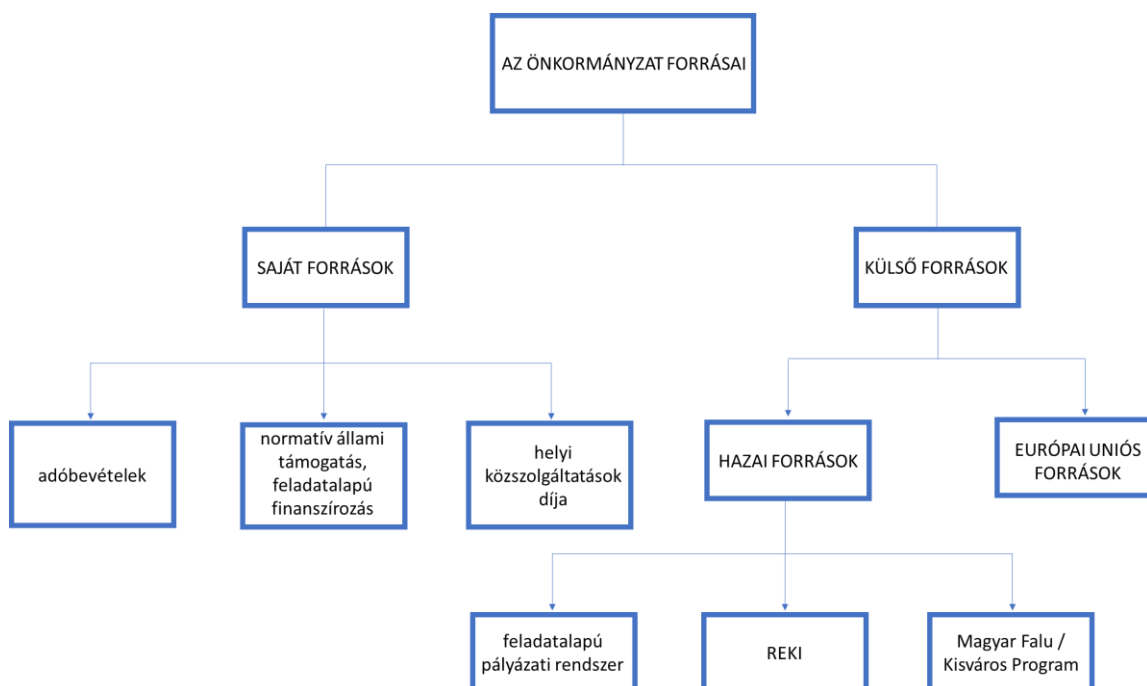 AZ ÖNKORMÁNYZAT FORRÁSAI
SAJÁT FORRÁSOK
KÜLSŐ FORRÁSOK
adóbevételek
normatív állami
támogatás,
feladatalapú
finanszírozás
helyi
közszolgáltatások
díja
HAZAI FORRÁSOK
EURÓPAI UNIÓS
FORRÁSOK
feladatalapú
pályázati rendszer
REKI
Magyar Falu /
Kisváros Program